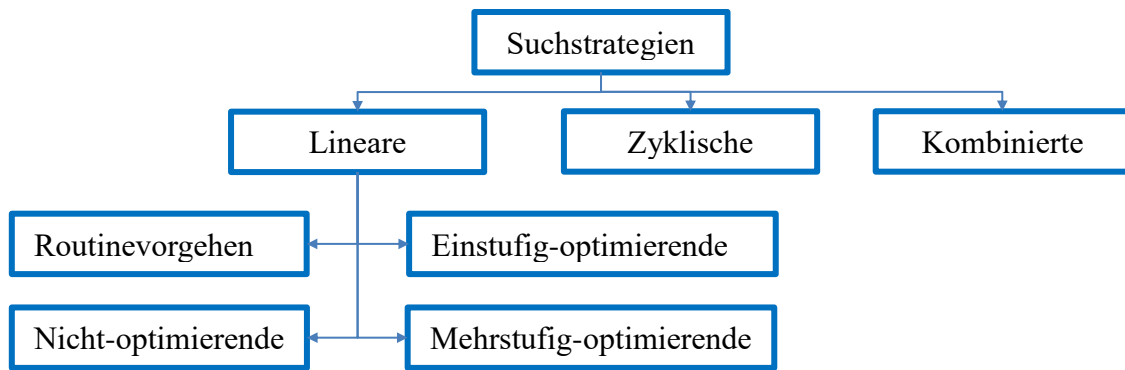 Suchstrategien
Lineare
Zyklische
Kombinierte
Routinevorgehen
Einstufig-optimierende
Nicht-optimierende
Mehrstufig-optimierende